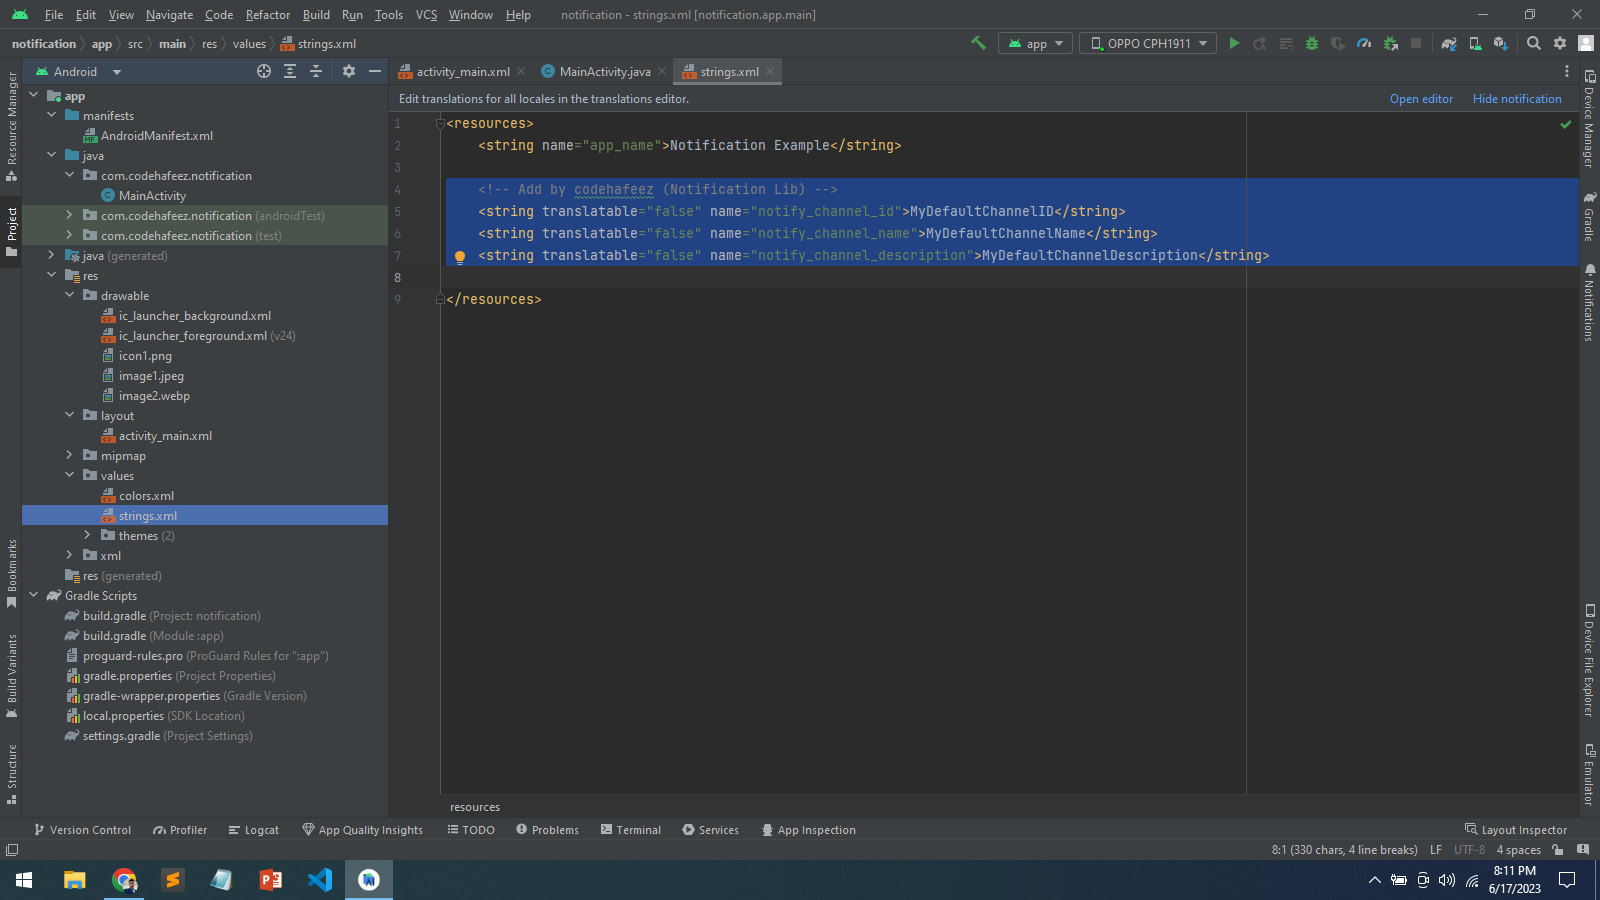 File Edit View Navigate Code Refactor Build Run Tools VCS Window Help notification - strings.xml [notification.app.main]
notification app src main res values strings.xml app OPPO CPH1911
Android activity_main.xml MainActivity.java strings.xml
Edit translations for all locales in the translations editor. Open editor Hide notification
Resource Manager
Project
Bookmarks
Build Variants
Structure
app
manifests
AndroidManifest.xml
java
com.codehafeez.notification
MainActivity
com.codehafeez.notification (androidTest)
com.codehafeez.notification (test)
java (generated)
res
drawable
ic_launcher_background.xml
ic_launcher_foreground.xml (v24)
icon1.png
image1.jpeg
image2.webp
layout
activity_main.xml
mipmap
values
colors.xml
strings.xml
themes (2)
xml
res (generated)
Gradle Scripts
build.gradle (Project: notification)
build.gradle (Module :app)
proguard-rules.pro (ProGuard Rules for ":app")
gradle.properties (Project Properties)
gradle-wrapper.properties (Gradle Version)
local.properties (SDK Location)
settings.gradle (Project Settings)
1 <resources>
2 <string name="app_name">Notification Example</string>
3
4 <!-- Add by codehafeez (Notification Lib) -->
5 <string translatable="false" name="notify_channel_id">MyDefaultChannelID</string>
6 <string translatable="false" name="notify_channel_name">MyDefaultChannelName</string>
7 <string translatable="false" name="notify_channel_description">MyDefaultChannelDescription</string>
8
9 </resources>
resources
Device Manager
Gradle
Notifications
Device File Explorer
Emulator
Version Control Profiler Logcat App Quality Insights TODO Problems Terminal Services App Inspection Layout Inspector
8:1 (330 chars, 4 line breaks) LF UTF-8 4 spaces
8:11 PM
6/17/2023